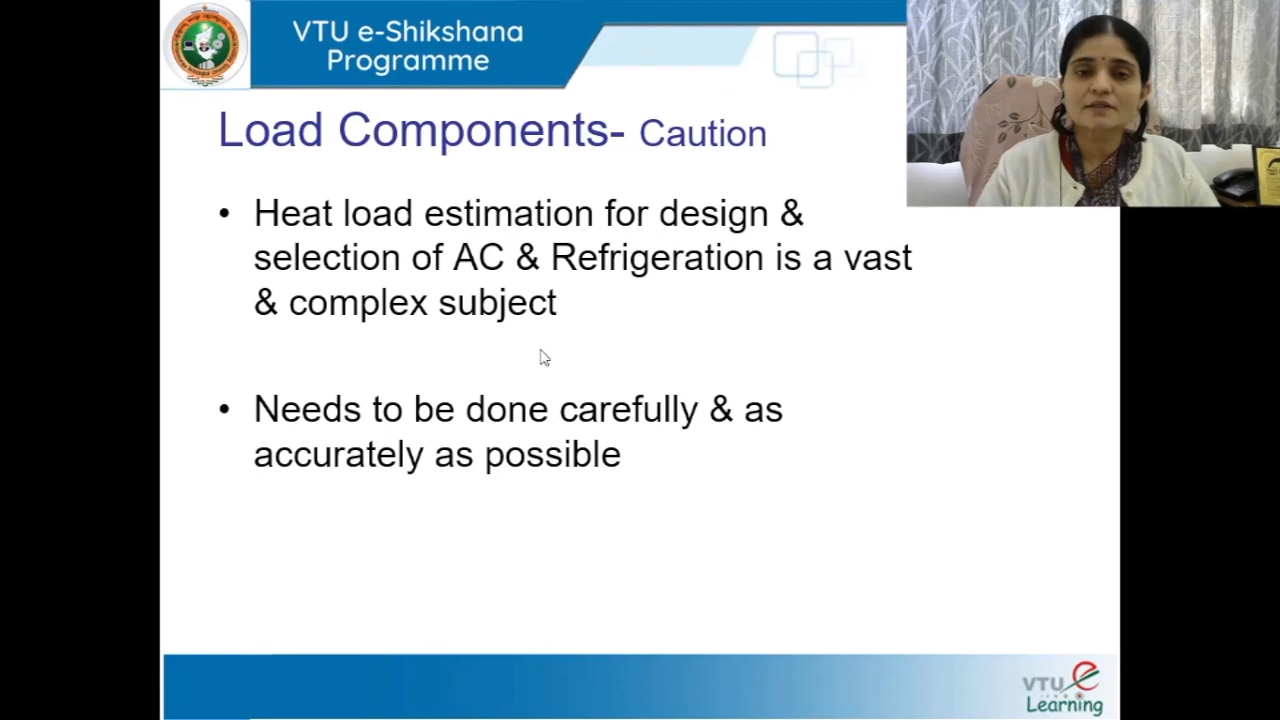 VTU e-Shikshana
Programme
Load Components- Caution
• Heat load estimation for design &
selection of AC & Refrigeration is a vast
& complex subject
• Needs to be done carefully & as
accurately as possible
VTU e
Learning